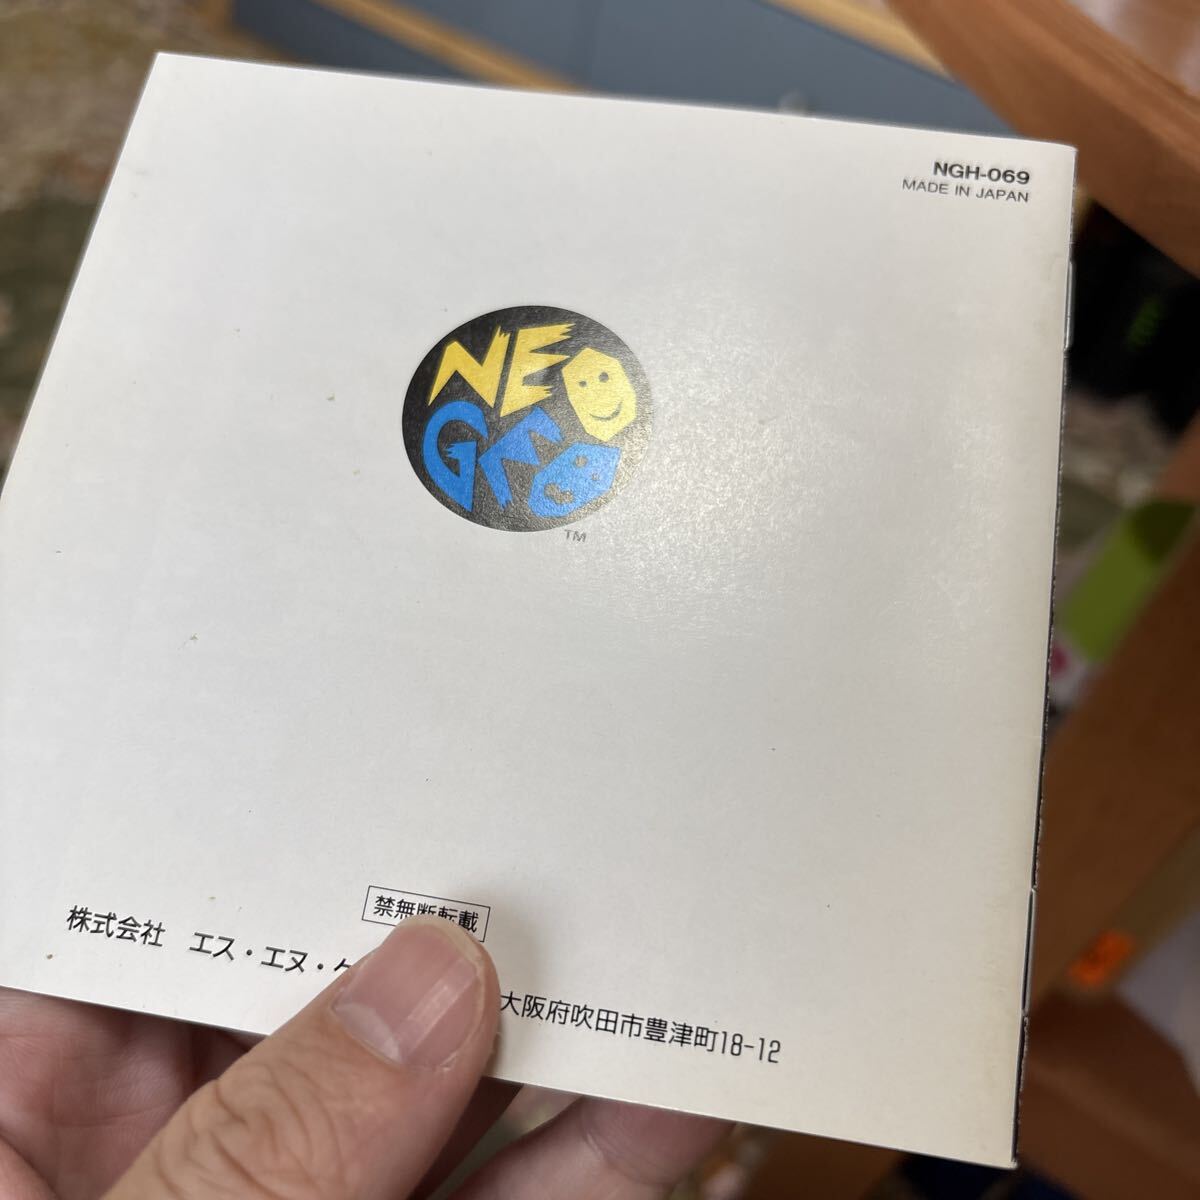 NGH-069
MADE IN JAPAN
NEO
GEO
TM
禁無断転載
株式会社 エス・エヌ・ケ
大阪府吹田市豊津町18-12